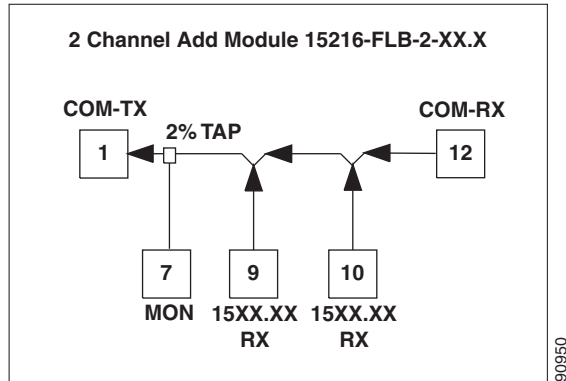 2 Channel Add Module 15216-FLB-2-XX.X
COM-TX
COM-RX
2% TAP
1
12
7
9
10
MON
15XX.XX
RX
15XX.XX
RX
90950